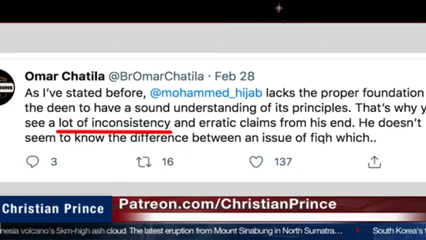 Omar Chatila @BrOmarChatila · Feb 28
As I've stated before, @mohammed_hijab lacks the proper foundation
the deen to have a sound understanding of its principles. That's why y
see a lot of inconsistency and erratic claims from his end. He doesn't
seem to know the difference between an issue of fiqh which..
3 16 137
Christian Prince Patreon.com/ChristianPrince
nesia volcano's 5km-high ash cloud The latest eruption from Mount Sinabung in North Sumatra... South Korea's f